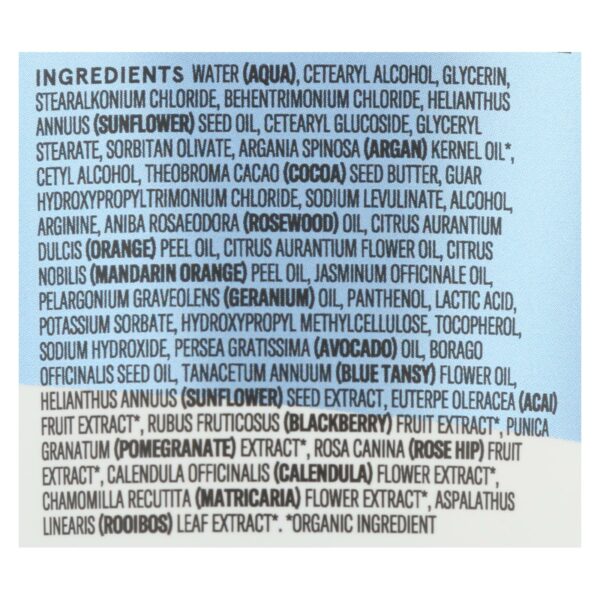 INGREDIENTS WATER (AQUA), CETEARYL ALCOHOL, GLYCERIN,
STEARALKONIUM CHLORIDE, BEHENTRIMONIUM CHLORIDE, HELIANTHUS
ANNUUS (SUNFLOWER) SEED OIL, CETEARYL GLUCOSIDE, GLYCERYL
STEARATE, SORBITAN OLIVATE, ARGANIA SPINOSA (ARGAN) KERNEL OIL*,
CETYL ALCOHOL, THEOBROMA CACAO (COCOA) SEED BUTTER, GUAR
HYDROXYPROPYLTRIMONIUM CHLORIDE, SODIUM LEVULINATE, ALCOHOL,
ARGININE, ANIBA ROSAEODORA (ROSEWOOD) OIL, CITRUS AURANTIUM
DULCIS (ORANGE) PEEL OIL, CITRUS AURANTIUM FLOWER OIL, CITRUS
NOBILIS (MANDARIN ORANGE) PEEL OIL, JASMINUM OFFICINALE OIL,
PELARGONIUM GRAVEOLENS (GERANIUM) OIL, PANTHENOL, LACTIC ACID,
POTASSIUM SORBATE, HYDROXYPROPYL METHYLCELLULOSE, TOCOPHEROL,
SODIUM HYDROXIDE, PERSEA GRATISSIMA (AVOCADO) OIL, BORAGO
OFFICINALIS SEED OIL, TANACETUM ANNUUM (BLUE TANSY) FLOWER OIL,
HELIANTHUS ANNUUS (SUNFLOWER) SEED EXTRACT, EUTERPE OLERACEA (ACAI)
FRUIT EXTRACT*, RUBUS FRUTICOSUS (BLACKBERRY) FRUIT EXTRACT*, PUNICA
GRANATUM (POMEGRANATE) EXTRACT*, ROSA CANINA (ROSE HIP) FRUIT
EXTRACT*, CALENDULA OFFICINALIS (CALENDULA) FLOWER EXTRACT*,
CHAMOMILLA RECUTITA (MATRICARIA) FLOWER EXTRACT*, ASPALATHUS
LINEARIS (ROOIBOS) LEAF EXTRACT*. *ORGANIC INGREDIENT